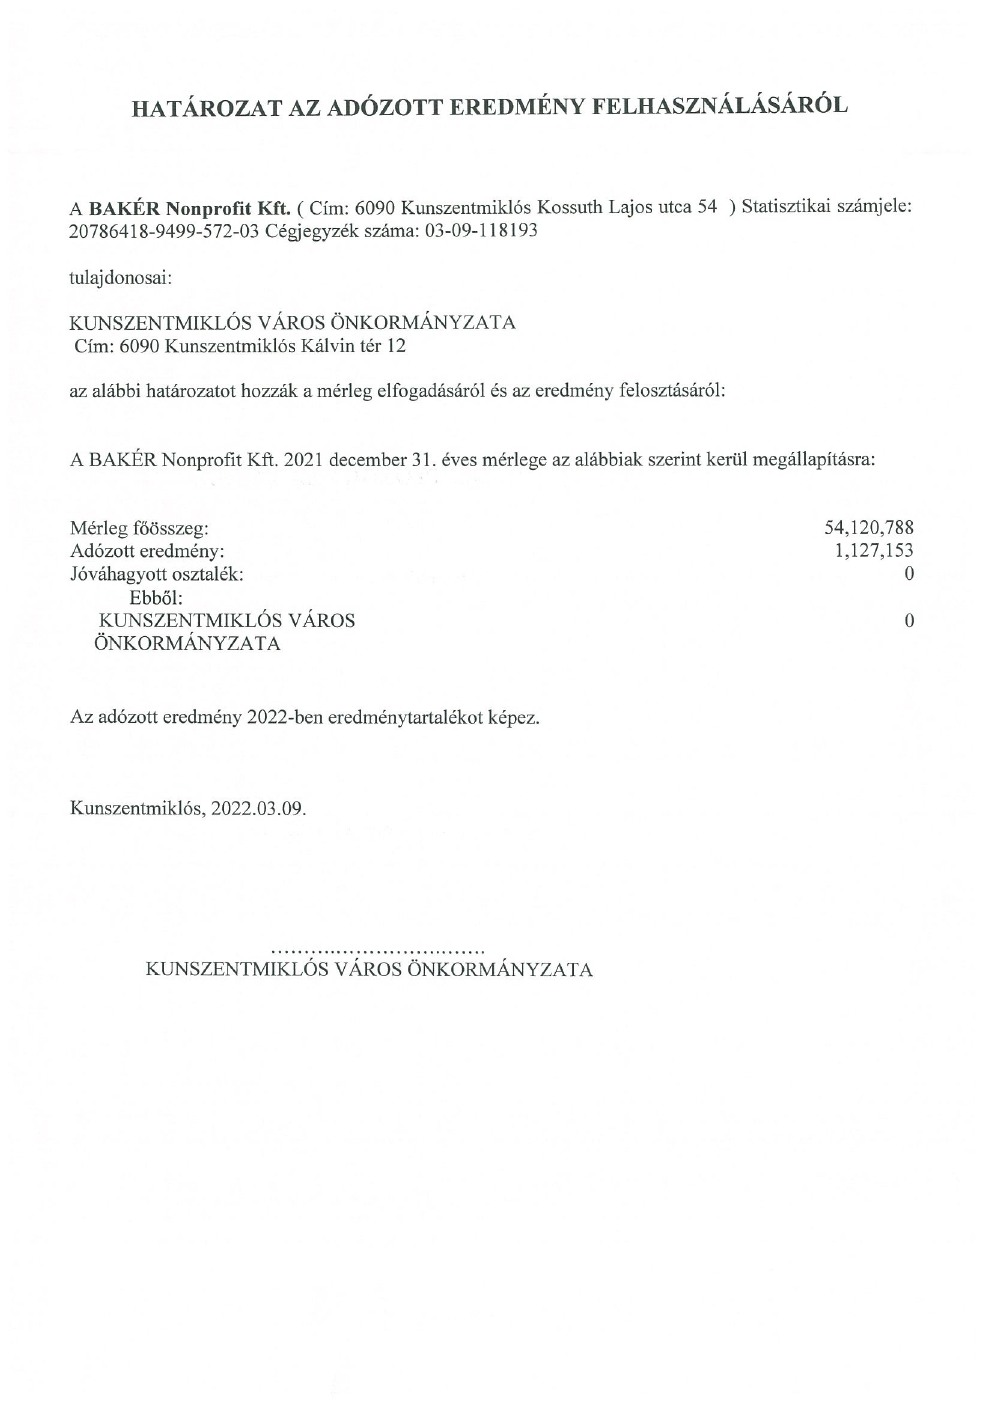 HATÁROZAT AZ ADÓZOTT EREDMÉNY FELHASZNÁLÁSÁRÓL
A BAKÉR Nonprofit Kft. ( Cím: 6090 Kunszentmiklós Kossuth Lajos utca 54 ) Statisztikai számjele:
20786418-9499-572-03 Cégjegyzék száma: 03-09-118193
tulajdonosai:
KUNSZENTMIKLÓS VÁROS ÖNKORMÁNYZATA
Cím: 6090 Kunszentmiklós Kálvin tér 12
az alábbi határozatot hozzák a mérleg elfogadásáról és az eredmény felosztásáról:
A BAKÉR Nonprofit Kft. 2021 december 31. éves mérlege az alábbiak szerint kerül megállapításra:
Mérleg főösszeg: 54,120,788
Adózott eredmény: 1,127,153
Jóváhagyott osztalék: 0
Ebből:
KUNSZENTMIKLÓS VÁROS 0
ÖNKORMÁNYZATA
Az adózott eredmény 2022-ben eredménytartalékot képez.
Kunszentmiklós, 2022.03.09.
................................
KUNSZENTMIKLÓS VÁROS ÖNKORMÁNYZATA